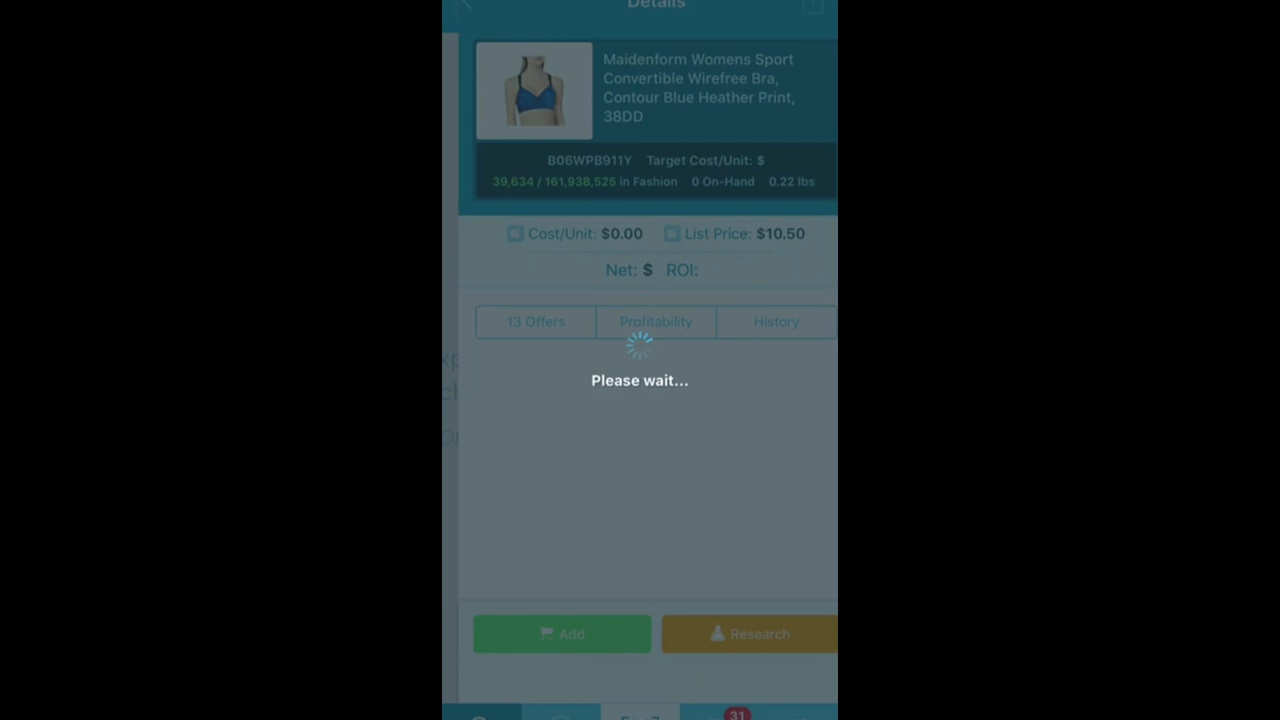 Details
Maidenform Womens Sport
Convertible Wirefree Bra,
Contour Blue Heather Print,
38DD
B06WPB911Y Target Cost/Unit: $
39,634 / 161,938,525 in Fashion 0 On-Hand 0.22 lbs
Cost/Unit: $0.00 List Price: $10.50
Net: $ ROI:
13 Offers Profitability History
Please wait...
Add Research
31